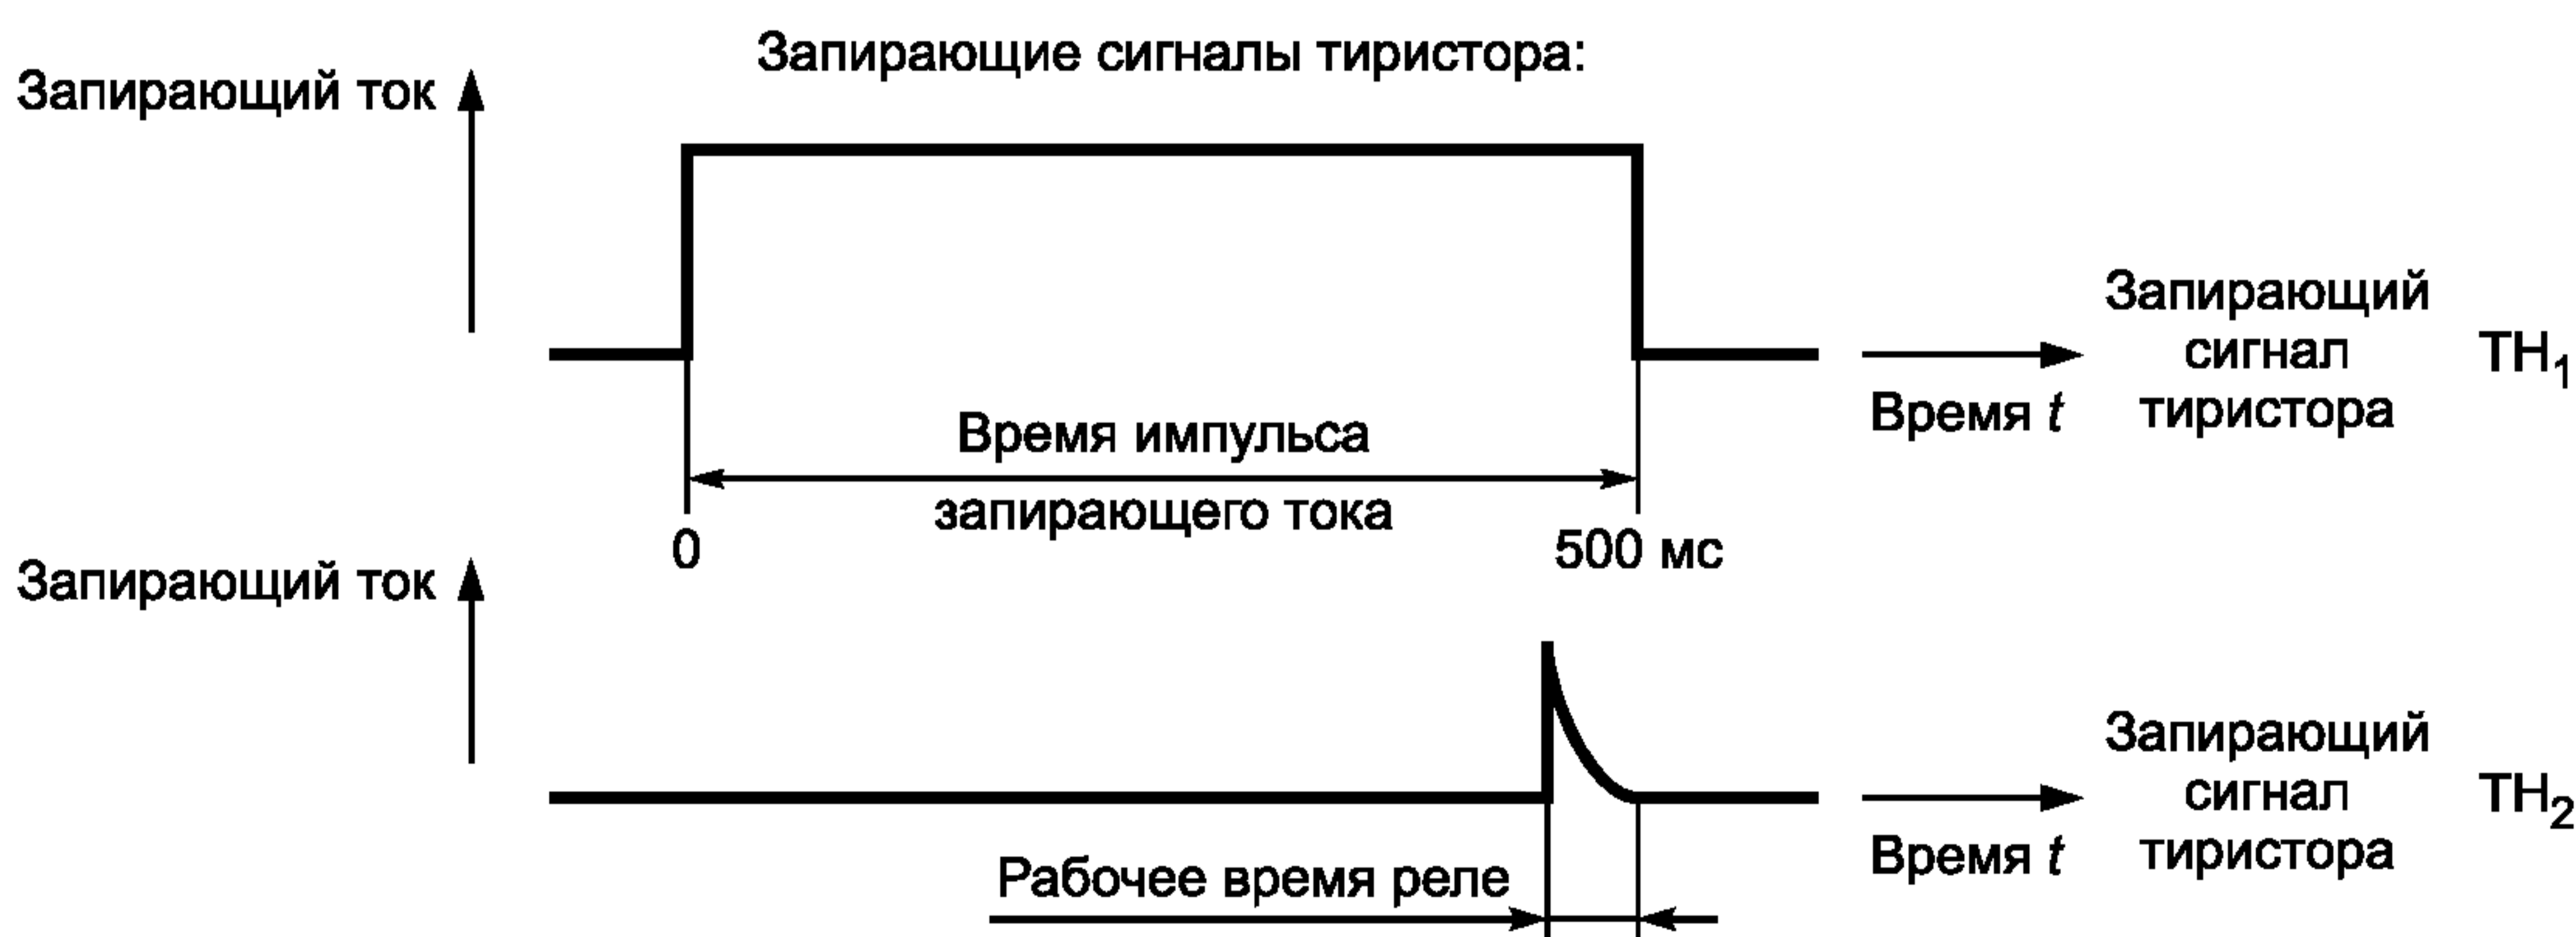 Запирающие сигналы тиристора:
Запирающий ток
Запирающий
сигнал
тиристора
TH1
Время t
Время импульса
запирающего тока
0
500 мс
Запирающий ток
Запирающий
сигнал
тиристора
TH2
Время t
Рабочее время реле